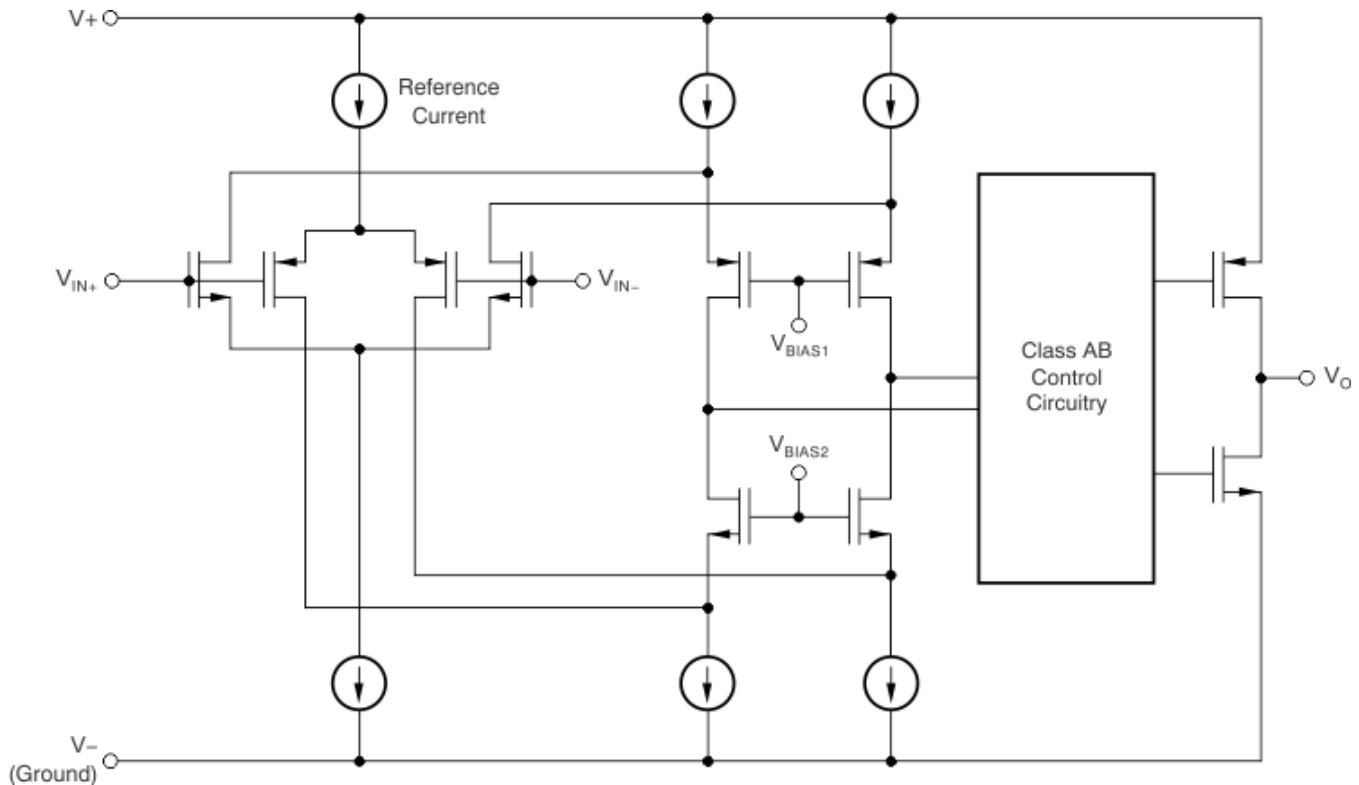 V+
Reference
Current
VIN+
VIN−
VBIAS1
VBIAS2
Class AB
Control
Circuitry
VO
V−
(Ground)